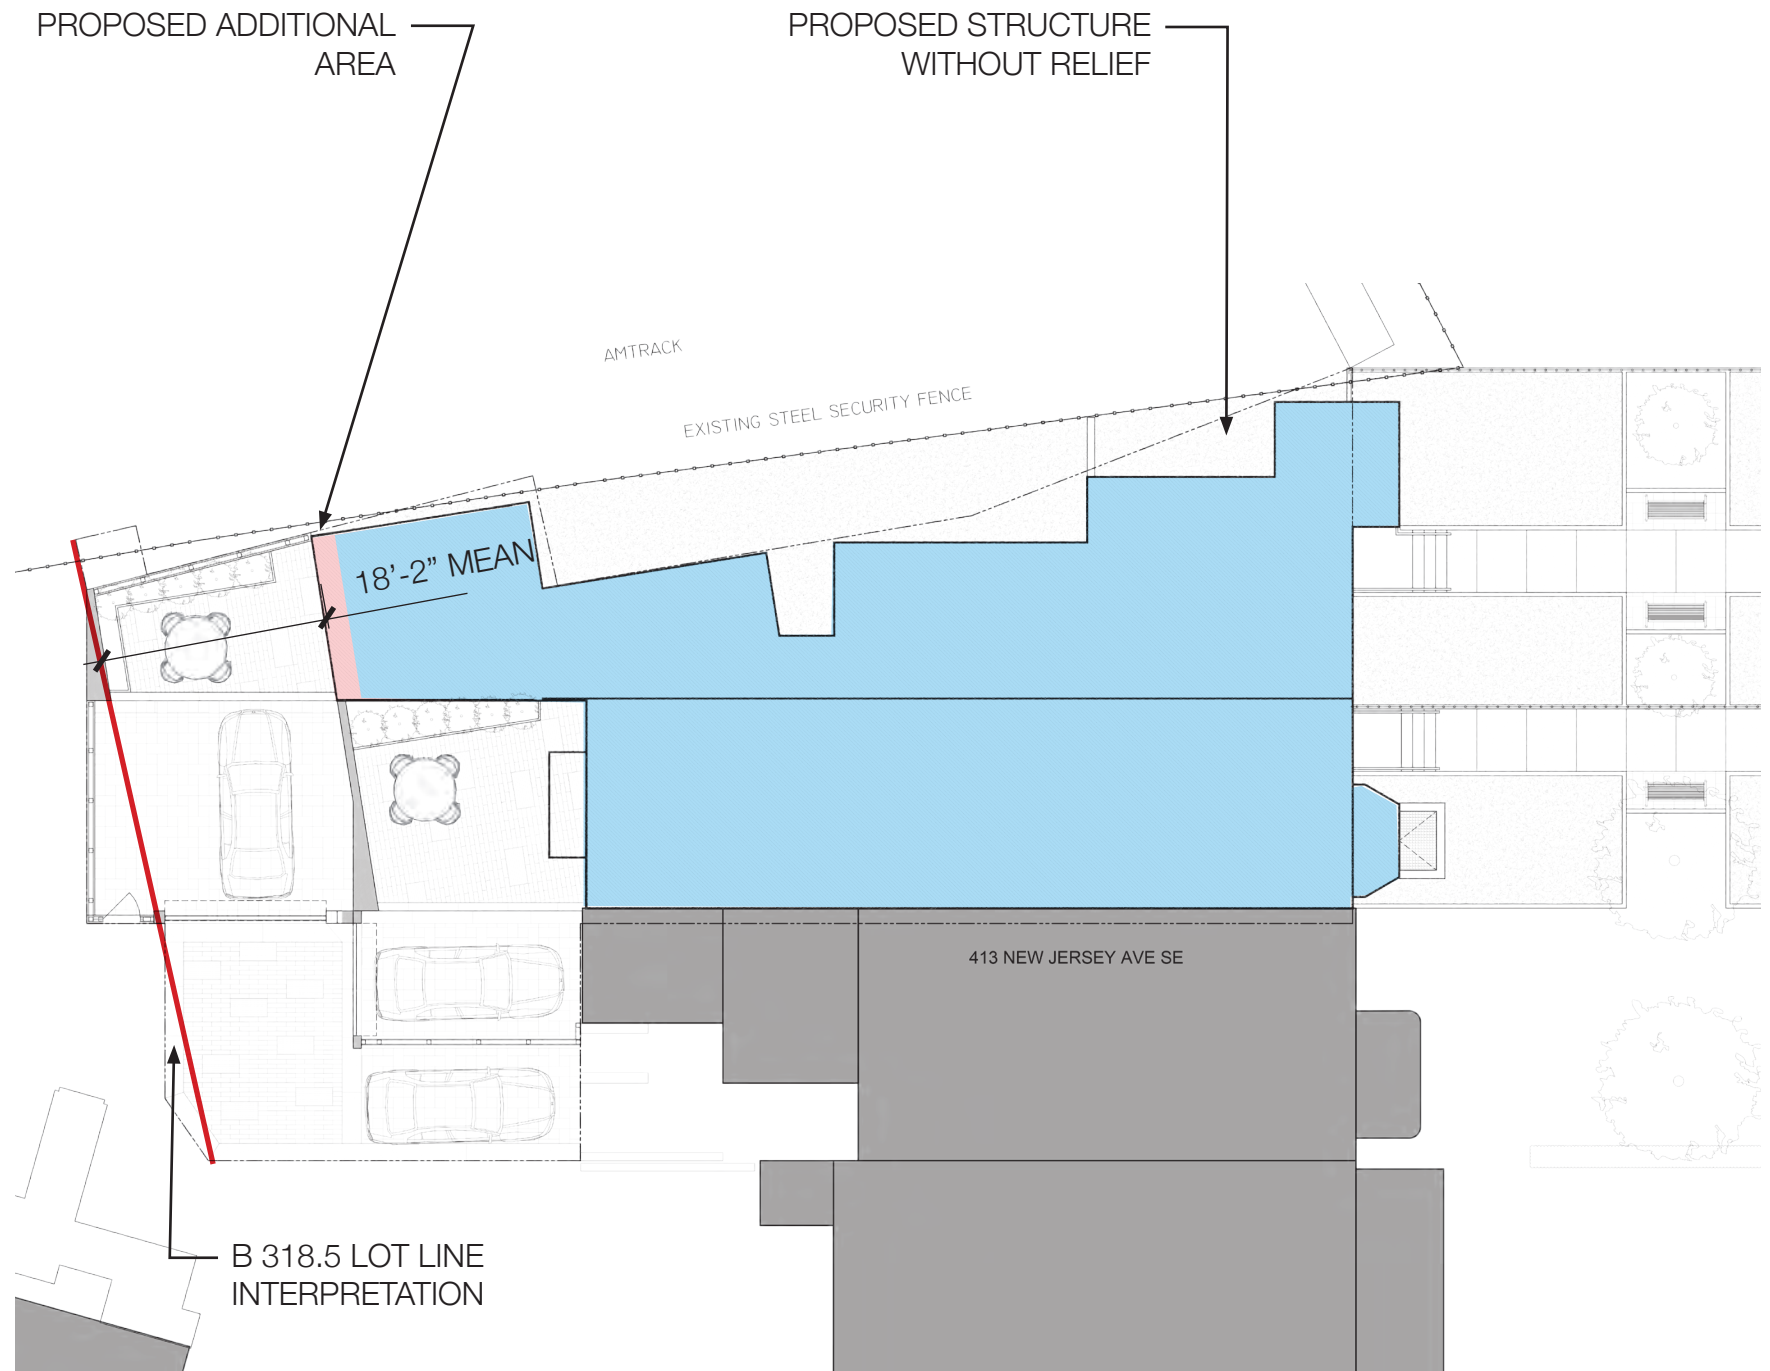 PROPOSED ADDITIONAL
AREA
PROPOSED STRUCTURE
WITHOUT RELIEF
AMTRACK
EXISTING STEEL SECURITY FENCE
18’-2” MEAN
413 NEW JERSEY AVE SE
B 318.5 LOT LINE
INTERPRETATION